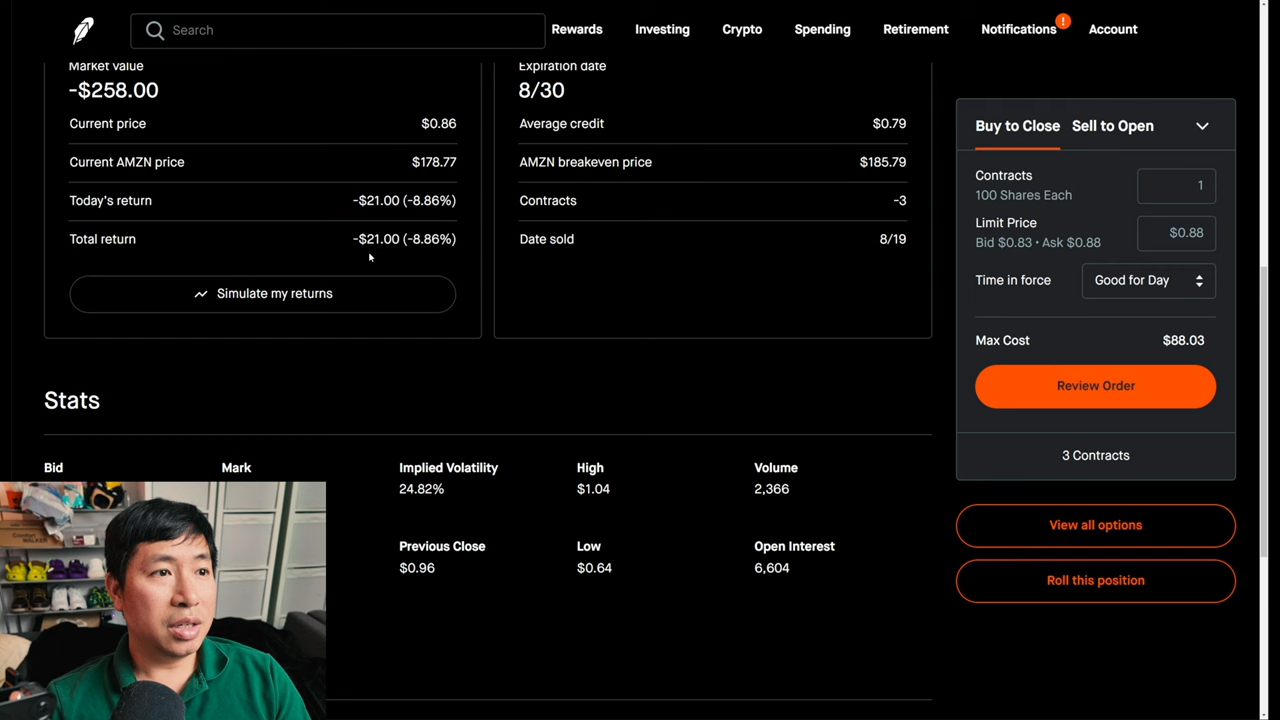 Search
Rewards
Investing
Crypto
Spending
Retirement
Notifications
!
Account
Market value
-$258.00
Current price
$0.86
Current AMZN price
$178.77
Today's return
-$21.00 (-8.86%)
Total return
-$21.00 (-8.86%)
Simulate my returns
Expiration date
8/30
Average credit
$0.79
AMZN breakeven price
$185.79
Contracts
-3
Date sold
8/19
Buy to Close
Sell to Open
Contracts
100 Shares Each
1
Limit Price
Bid $0.83 • Ask $0.88
$0.88
Time in force
Good for Day
Max Cost
$88.03
Review Order
3 Contracts
View all options
Roll this position
Stats
Bid
Mark
Implied Volatility
24.82%
High
$1.04
Volume
2,366
Previous Close
$0.96
Low
$0.64
Open Interest
6,604